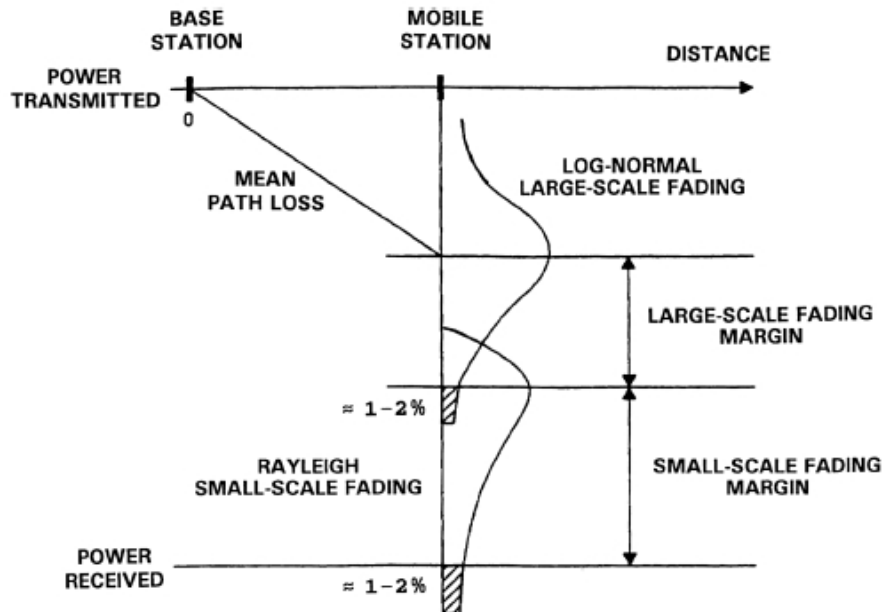 BASE
STATION
MOBILE
STATION
DISTANCE
POWER
TRANSMITTED
0
MEAN
PATH LOSS
LOG-NORMAL
LARGE-SCALE FADING
LARGE-SCALE FADING
MARGIN
≈ 1-2%
RAYLEIGH
SMALL-SCALE FADING
SMALL-SCALE FADING
MARGIN
POWER
RECEIVED
≈ 1-2%